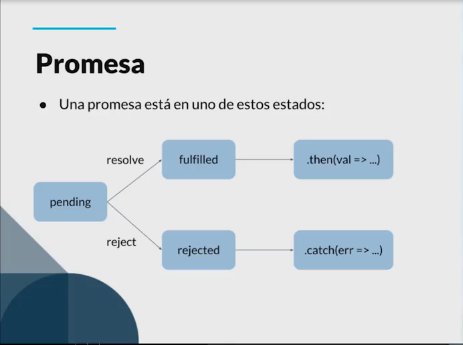 Promesa
● Una promesa está en uno de estos estados:
resolve
fulfilled
.then(val => ...)
pending
reject
rejected
.catch(err => ...)